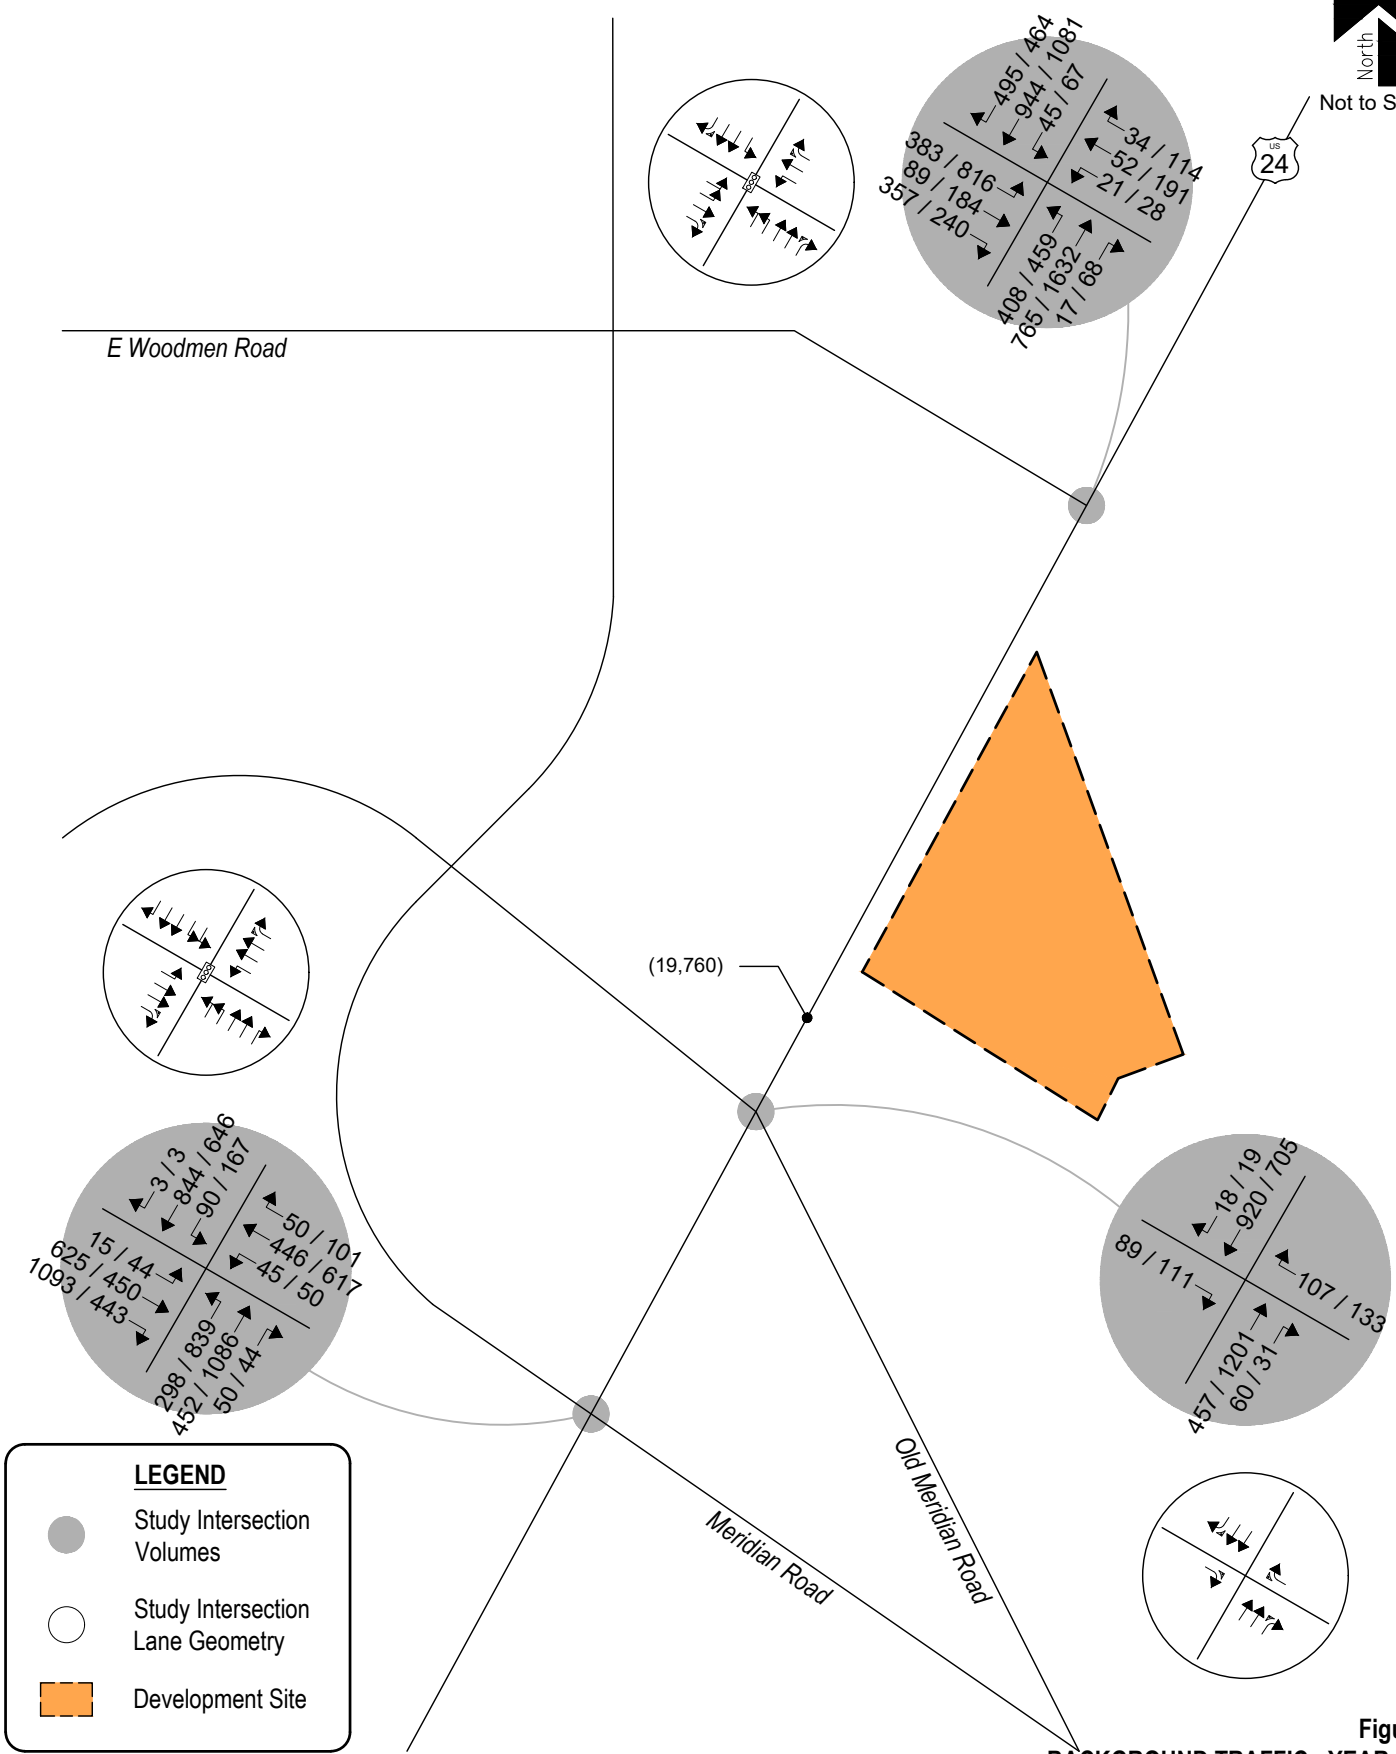 North
Not to S
US
24
495 / 464
944 / 1081
45 / 67
34 / 114
52 / 191
21 / 28
383 / 816
89 / 184
357 / 240
408 / 459
765 / 1632
17 / 68
E Woodmen Road
(19,760)
3 / 3
844 / 646
90 / 167
50 / 101
446 / 617
45 / 50
15 / 44
625 / 450
1093 / 443
298 / 839
452 / 1086
50 / 44
18 / 19
920 / 705
107 / 133
89 / 111
457 / 1201
60 / 31
Old Meridian Road
Meridian Road
LEGEND
Study Intersection
Volumes
Study Intersection
Lane Geometry
Development Site
Figu